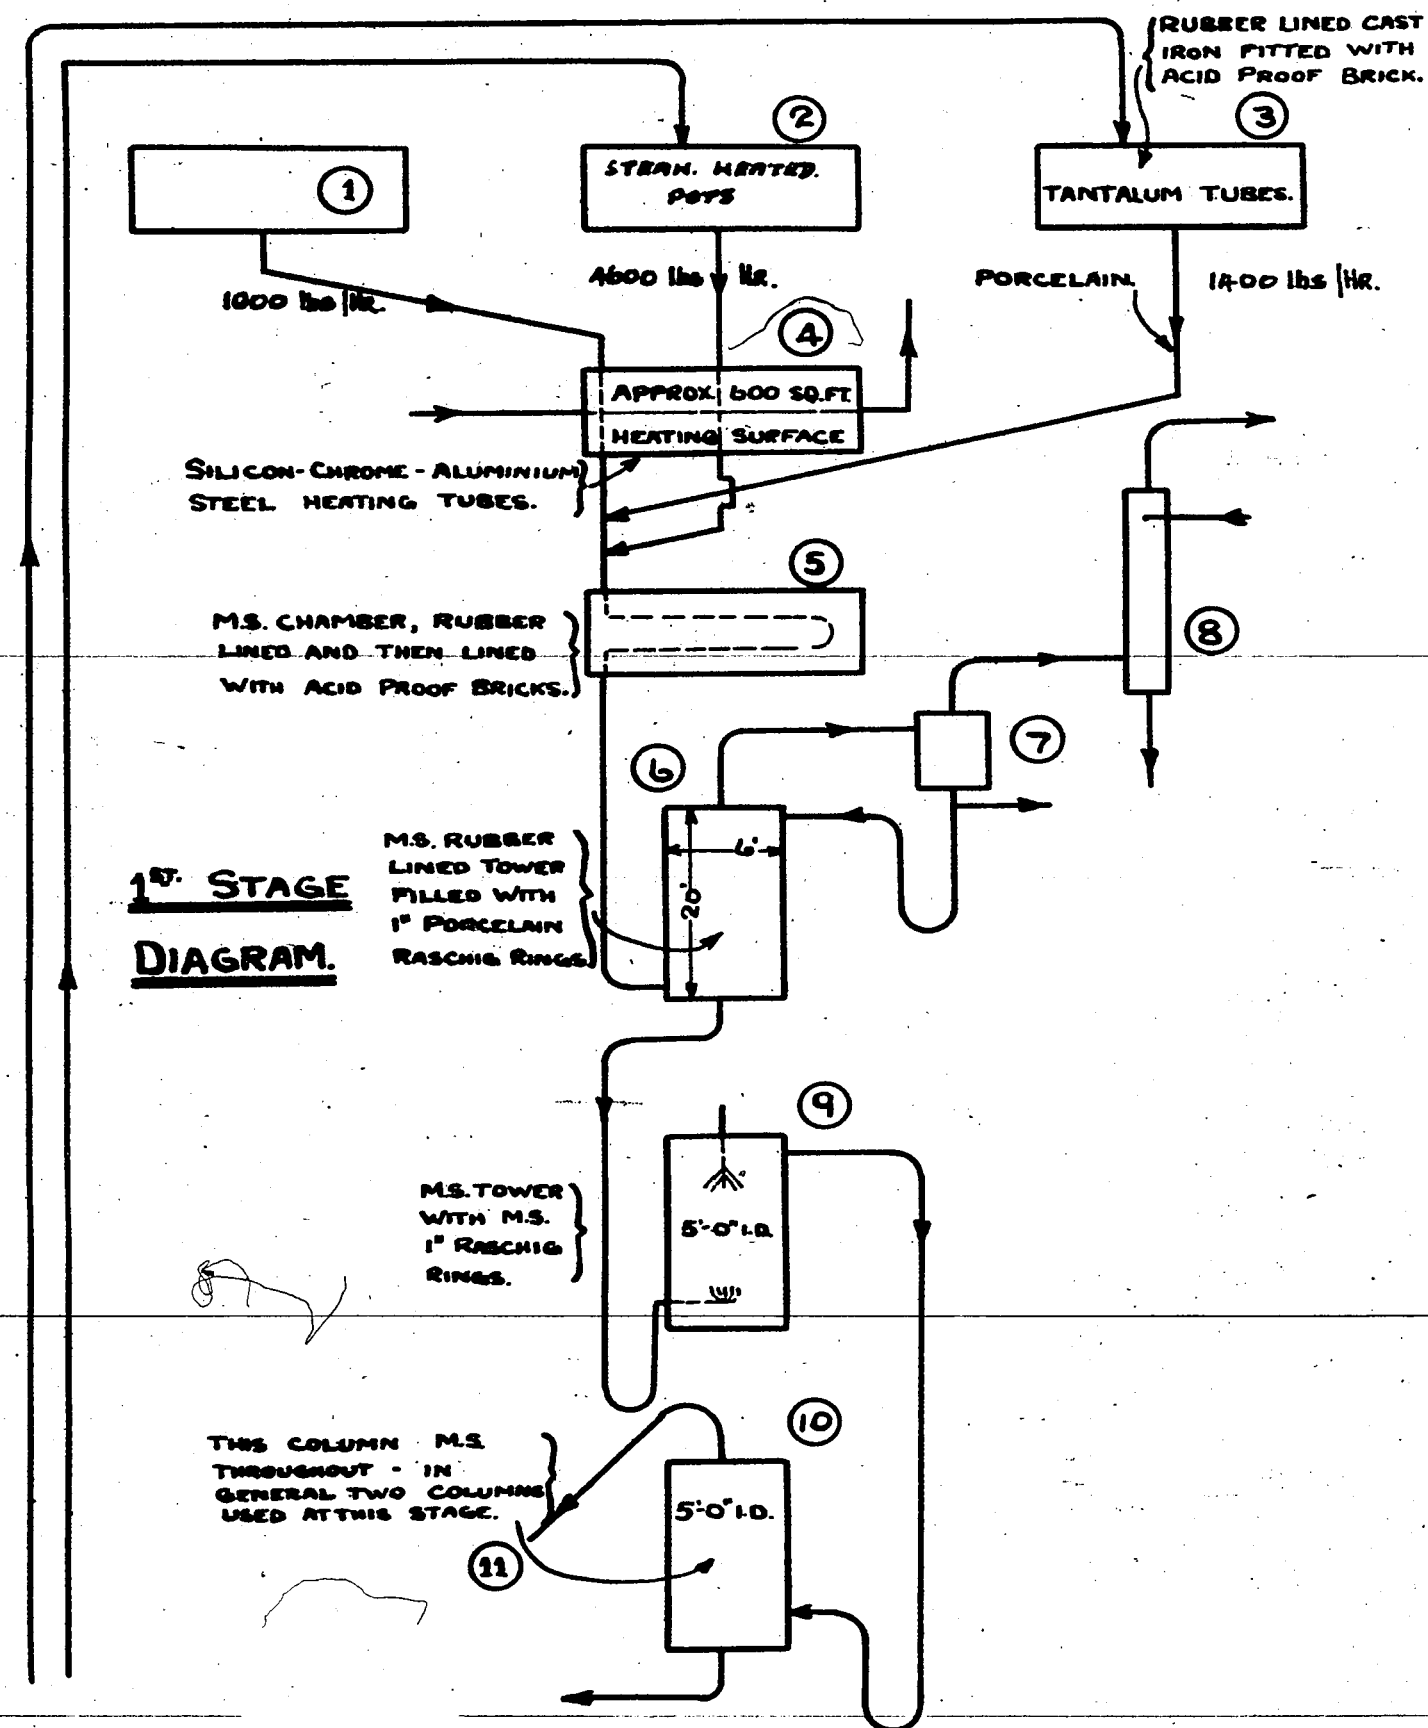 RUBBER LINED CAST
IRON FITTED WITH
ACID PROOF BRICK.
1
2
3
STEAM. HEATED.
POTS
TANTALUM TUBES.
1000 lbs/HR.
4600 lbs HR.
PORCELAIN.
1400 lbs/HR.
4
APPROX. 600 SQ.FT.
HEATING SURFACE
SILICON-CHROME-ALUMINIUM
STEEL HEATING TUBES.
5
M.S. CHAMBER, RUBBER
LINED AND THEN LINED
WITH ACID PROOF BRICKS.
8
7
6
6'
20'
M.S. RUBBER
LINED TOWER
FILLED WITH
1" PORCELAIN
RASCHIG RINGS
1ST. STAGE
DIAGRAM.
9
M.S. TOWER
WITH M.S.
1" RASCHIG
RINGS.
5'-0" I.D.
10
THIS COLUMN M.S.
THROUGHOUT - IN
GENERAL TWO COLUMNS
USED AT THIS STAGE.
5'-0" I.D.
11